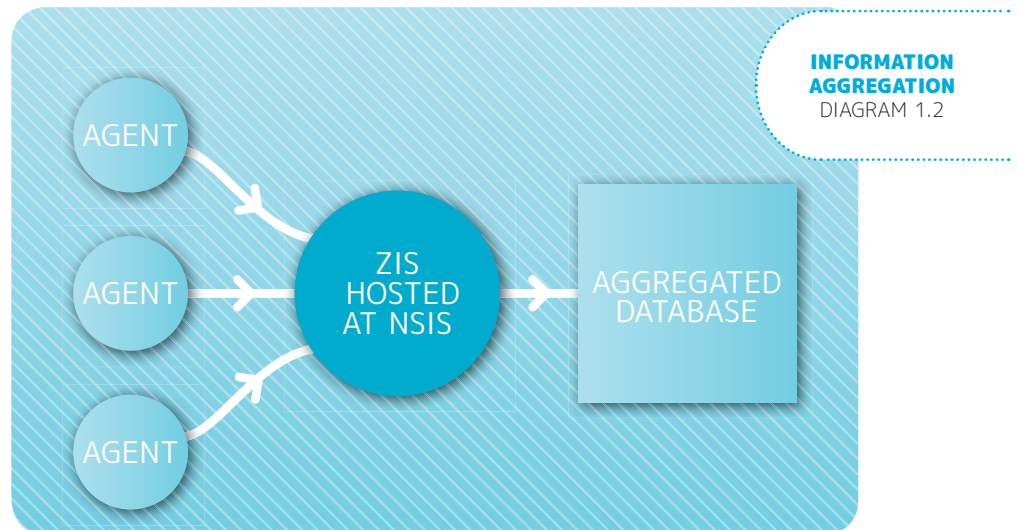 INFORMATION
AGGREGATION
DIAGRAM 1.2
AGENT
AGENT
AGENT
ZIS
HOSTED
AT NSIS
AGGREGATED
DATABASE